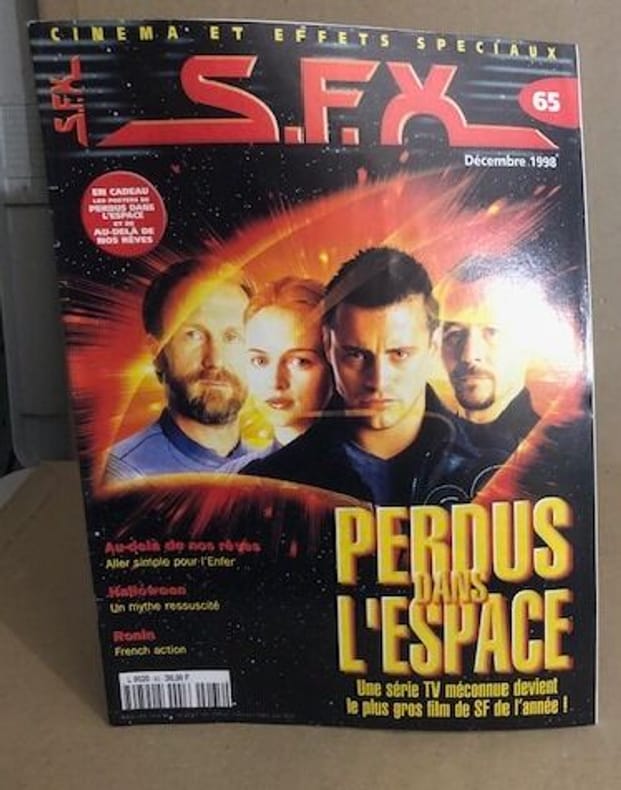 CINEMA ET EFFETS SPECIAUX
S.F.X
S.F.X
65
Décembre 1998
EN CADEAU
LES POSTERS DE
PERDUS DANS
L'ESPACE
ET DE
AU-DELÀ DE
NOS RÊVES
Au-delà de nos rêves
Aller simple pour l'Enfer
Halloween
Un mythe ressuscité
Ronin
French action
PERDUS
DANS
L'ESPACE
Une série TV méconnue devient
le plus gros film de SF de l'année !